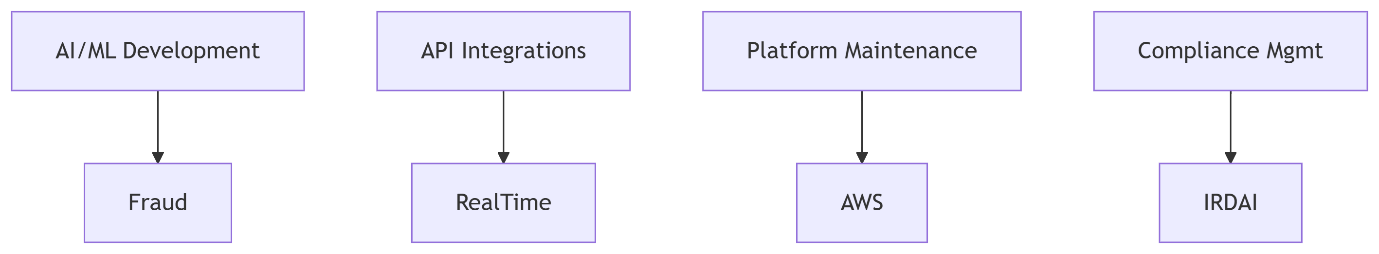 AI/ML Development
API Integrations
Platform Maintenance
Compliance Mgmt
Fraud
RealTime
AWS
IRDAI